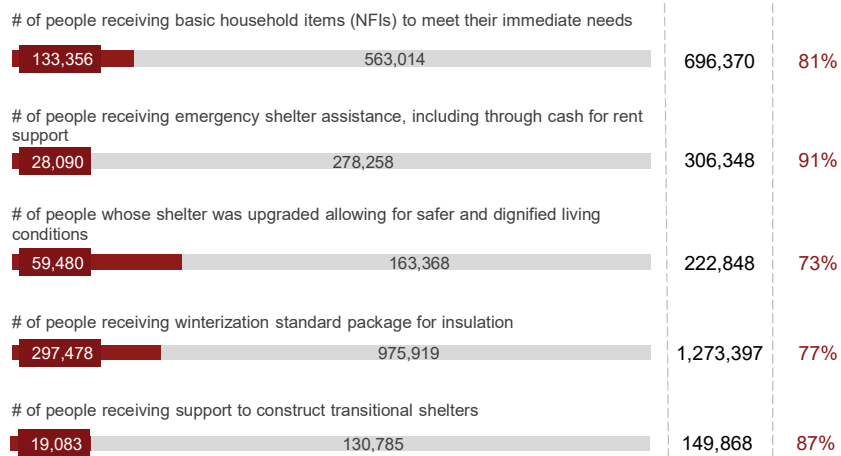 # of people receiving basic household items (NFIs) to meet their immediate needs
133,356 563,014 696,370 81%
# of people receiving emergency shelter assistance, including through cash for rent
support
28,090 278,258 306,348 91%
# of people whose shelter was upgraded allowing for safer and dignified living
conditions
59,480 163,368 222,848 73%
# of people receiving winterization standard package for insulation
297,478 975,919 1,273,397 77%
# of people receiving support to construct transitional shelters
19,083 130,785 149,868 87%